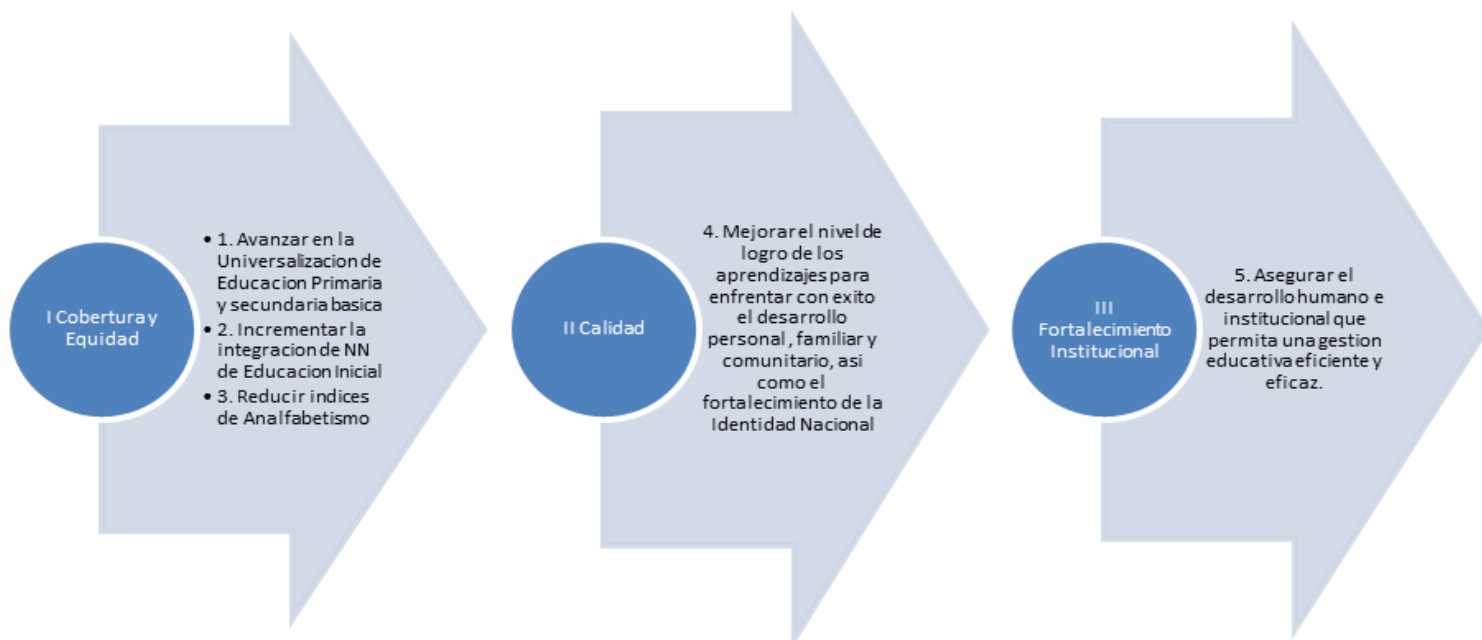 I Cobertura y
Equidad
• 1. Avanzar en la
Universalizacion de
Educacion Primaria
y secundaria basica
• 2. Incrementar la
integracion de NN
de Educacion Inicial
• 3. Reducir indices
de Analfabetismo
II Calidad
4. Mejorar el nivel de
logro de los
aprendizajes para
enfrentar con exito
el desarrollo
personal , familiar y
comunitario, asi
como el
fortalecimiento de la
Identidad Nacional
III
Fortalecimiento
Institucional
5. Asegurar el
desarrollo humano e
institucional que
permita una gestion
educativa eficiente y
eficaz.